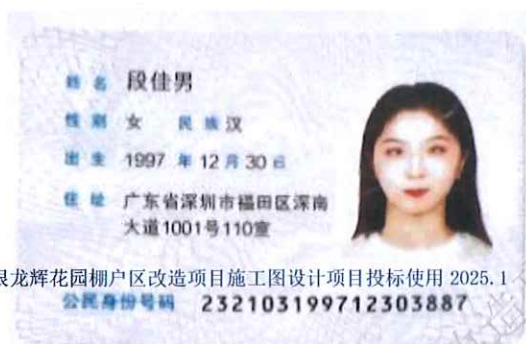 姓名 段佳男
性别 女 民族 汉
出生 1997 年 12 月 30 日
住址 广东省深圳市福田区深南
大道1001号110室
龙辉花园棚户区改造项目施工图设计项目投标使用 2025.1
公民身份号码 232103199712303887